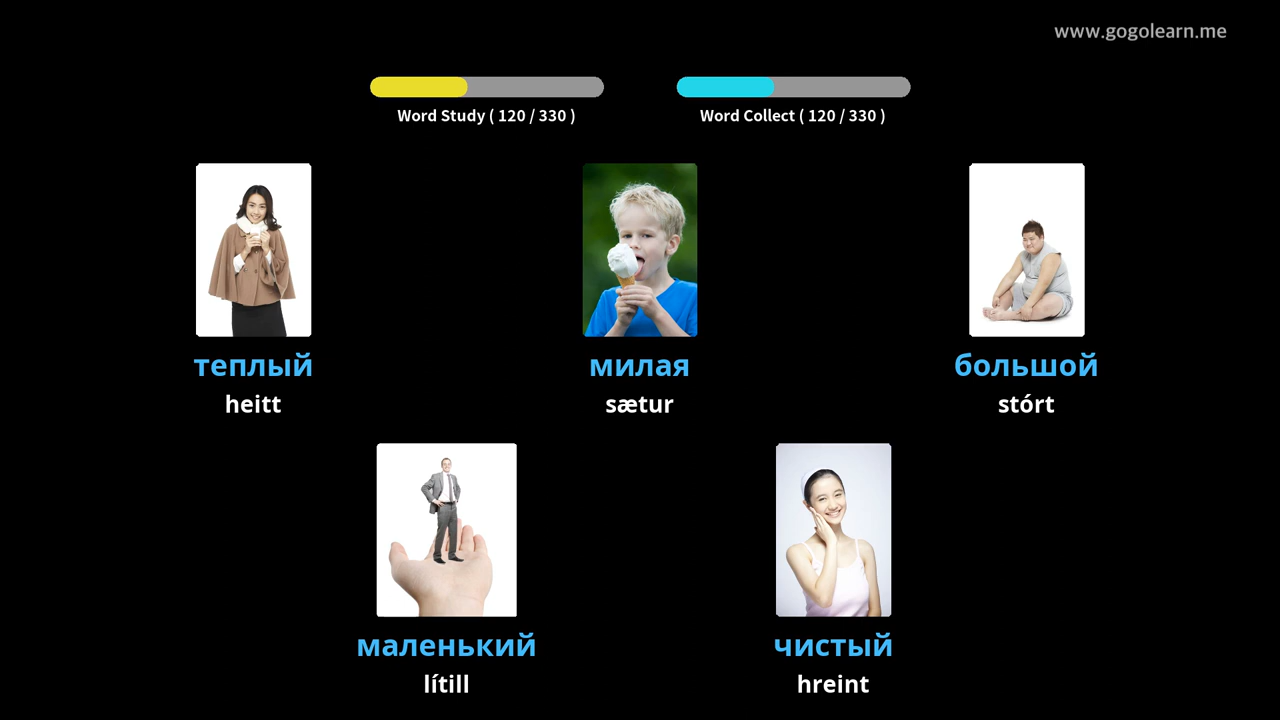 www.gogolearn.me
Word Study ( 120 / 330 )
Word Collect ( 120 / 330 )
теплый
милая
большой
heitt
sætur
stórt
маленький
чистый
lítill
hreint